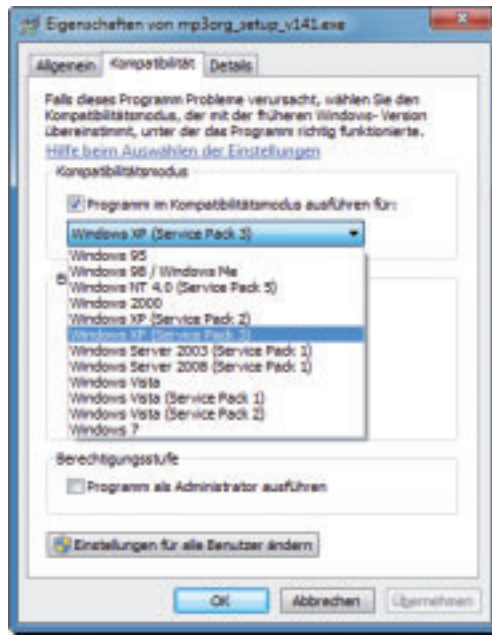 Eigenschaften von mp3org_setup_v141.exe
Allgemein Kompatibilität Details
Falls dieses Programm Probleme verursacht, wählen Sie den
Kompatibilitätsmodus, der mit der früheren Windows-Version
übereinstimmt, unter der das Programm richtig funktionierte.
Hilfe beim Auswählen der Einstellungen
Kompatibilitätsmodus
Programm im Kompatibilitätsmodus ausführen für:
Windows XP (Service Pack 3)
Windows 95
Windows 98 / Windows Me
Windows NT 4.0 (Service Pack 5)
Windows 2000
Windows XP (Service Pack 2)
Windows XP (Service Pack 3)
Windows Server 2003 (Service Pack 1)
Windows Server 2008 (Service Pack 1)
Windows Vista
Windows Vista (Service Pack 1)
Windows Vista (Service Pack 2)
Windows 7
Berechtigungsstufe
Programm als Administrator ausführen
Einstellungen für alle Benutzer ändern
OK Abbrechen Übernehmen